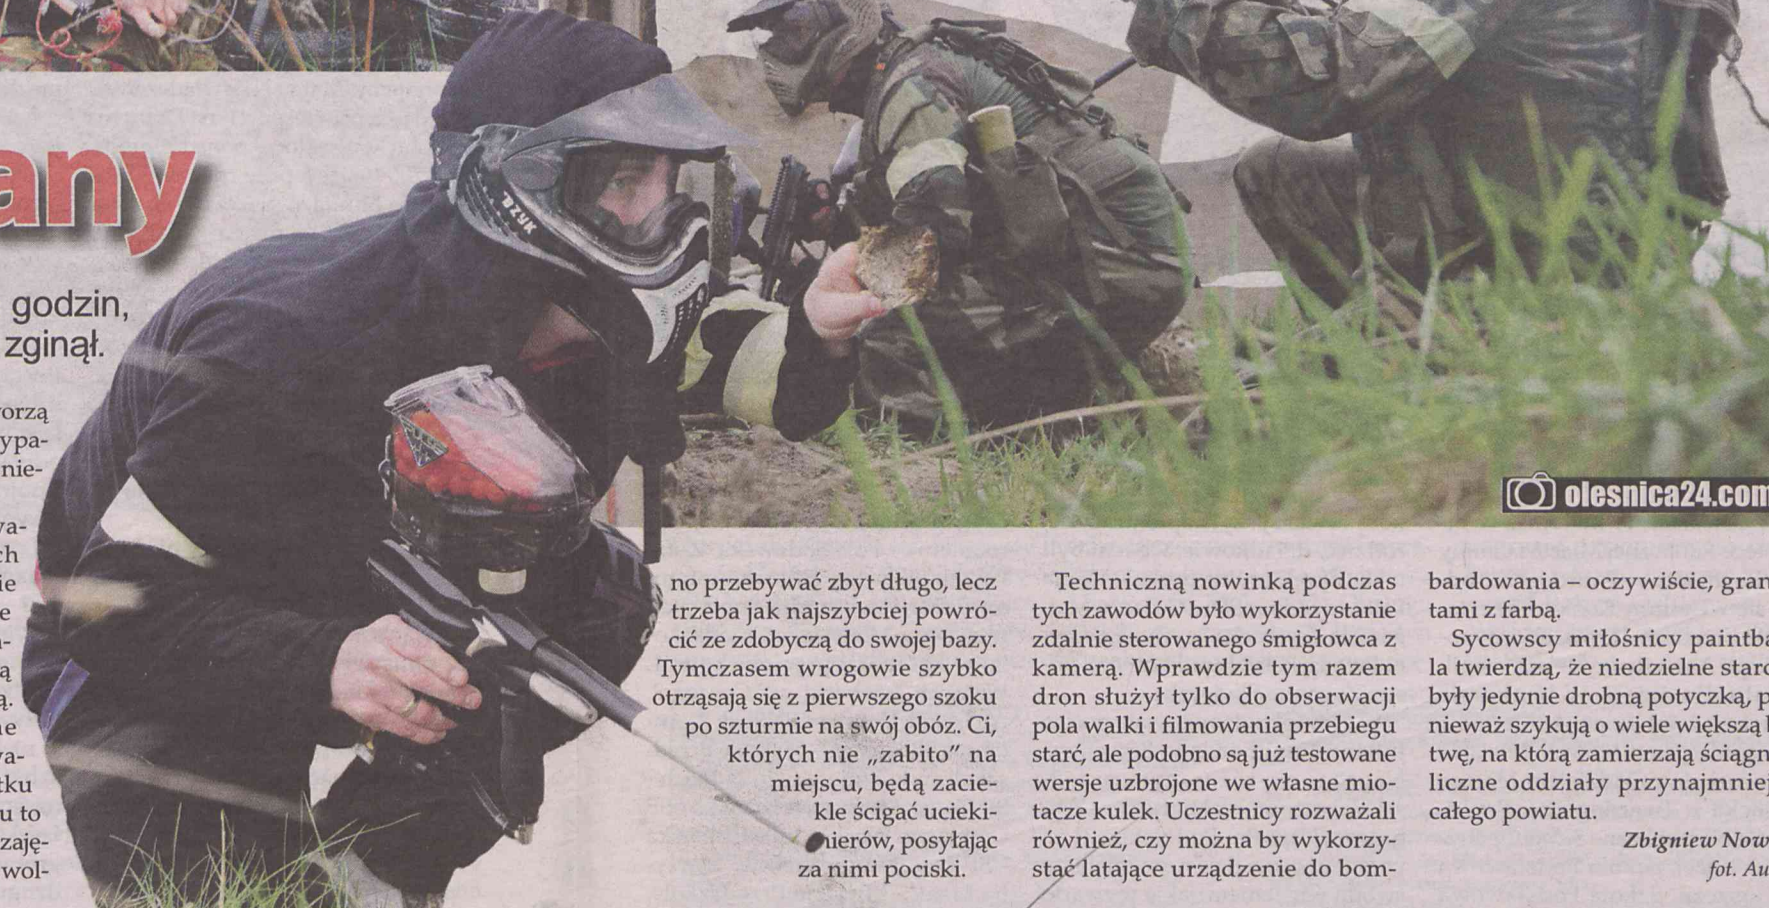 any
godzin,
zginął.
BZYK
olesnica24.com
no przebywać zbyt długo, lecz
trzeba jak najszybciej powró-
cić ze zdobyczą do swojej bazy.
Tymczasem wrogowie szybko
otrząsają się z pierwszego szoku
po szturmie na swój obóz. Ci,
których nie „zabito” na
miejscu, będą zacie-
kle ścigać ucieki-
nierów, posyłając
za nimi pociski.
Techniczną nowinką podczas
tych zawodów było wykorzystanie
zdalnie sterowanego śmigłowca z
kamerą. Wprawdzie tym razem
dron służył tylko do obserwacji
pola walki i filmowania przebiegu
starć, ale podobno są już testowane
wersje uzbrojone we własne mio-
tacze kulek. Uczestnicy rozważali
również, czy można by wykorzy-
stać latające urządzenie do bom-
bardowania – oczywiście, gran
tami z farbą.
Sycowscy miłośnicy paintba
la twierdzą, że niedzielne starc
były jedynie drobną potyczką, p
nieważ szykują o wiele większą b
twę, na którą zamierzają ściągn
liczne oddziały przynajmniej
całego powiatu.
Zbigniew Now
fot. Au